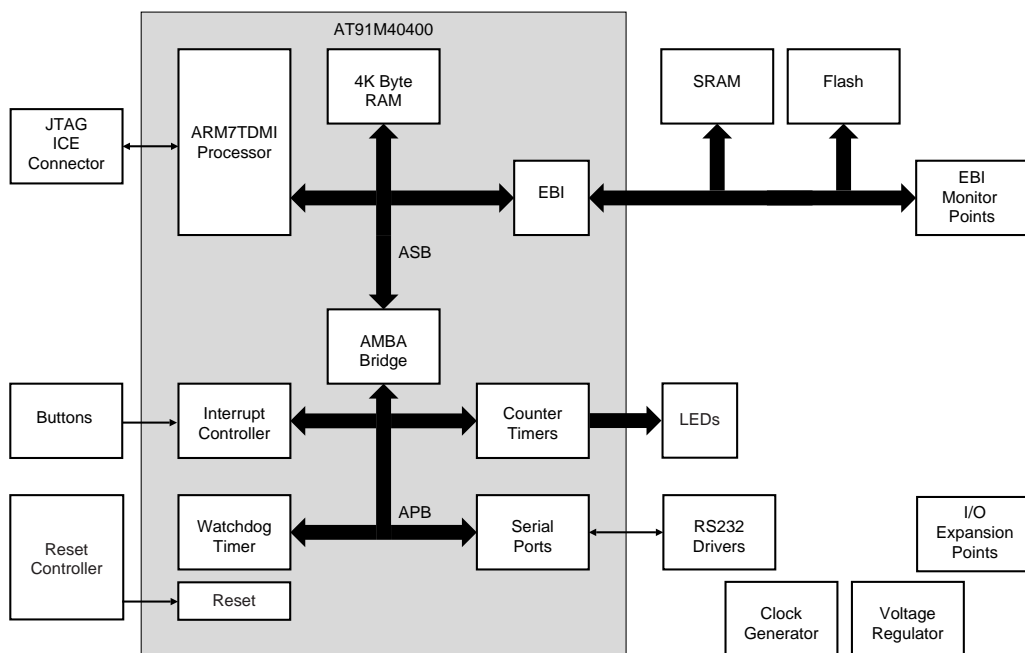 AT91M40400
JTAG
ICE
Connector
ARM7TDMI
Processor
4K Byte
RAM
SRAM
Flash
EBI
EBI
Monitor
Points
ASB
AMBA
Bridge
Buttons
Interrupt
Controller
Counter
Timers
LEDs
Reset
Controller
Watchdog
Timer
APB
Serial
Ports
RS232
Drivers
I/O
Expansion
Points
Reset
Clock
Generator
Voltage
Regulator